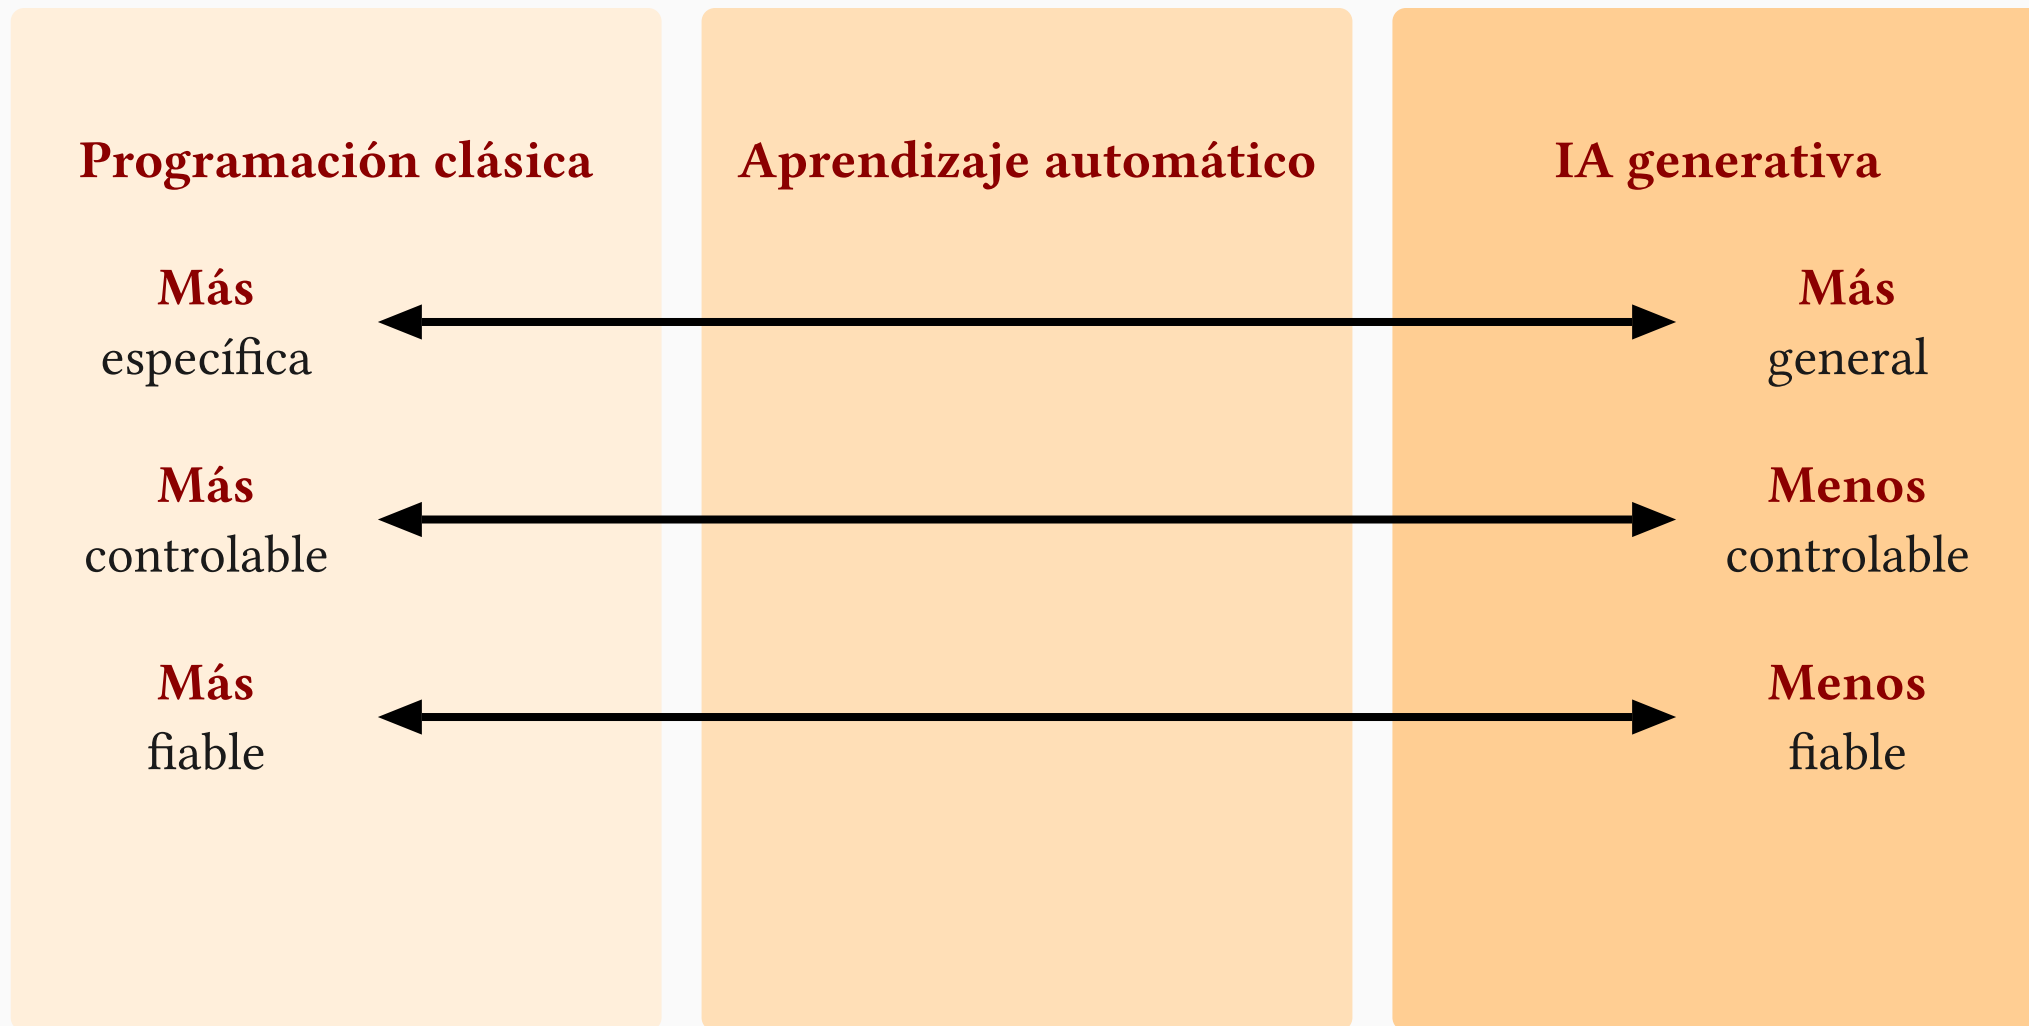 Programación clásica
Aprendizaje automático
IA generativa
Más
específica
Más
general
Más
controlable
Menos
controlable
Más
fiable
Menos
fiable